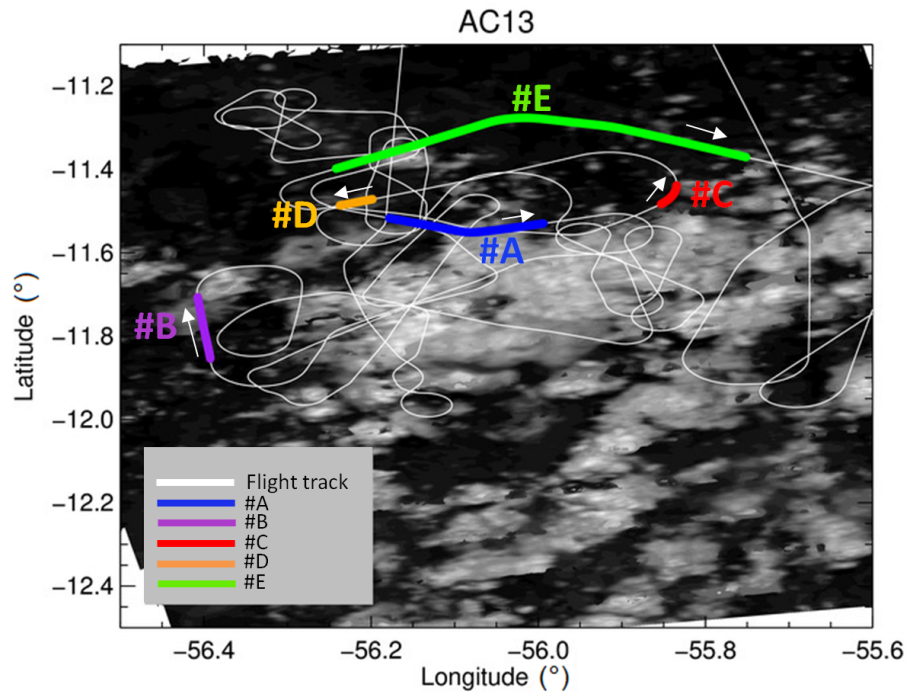 AC13
#E
−11.2
−11.4
#C
#D
−11.6
#A
−11.8
#B
−12.0
−12.2
−12.4
Latitude (°)
Flight track
#A
#B
#C
#D
#E
−56.4
−56.2
−56.0
−55.8
−55.6
Longitude (°)